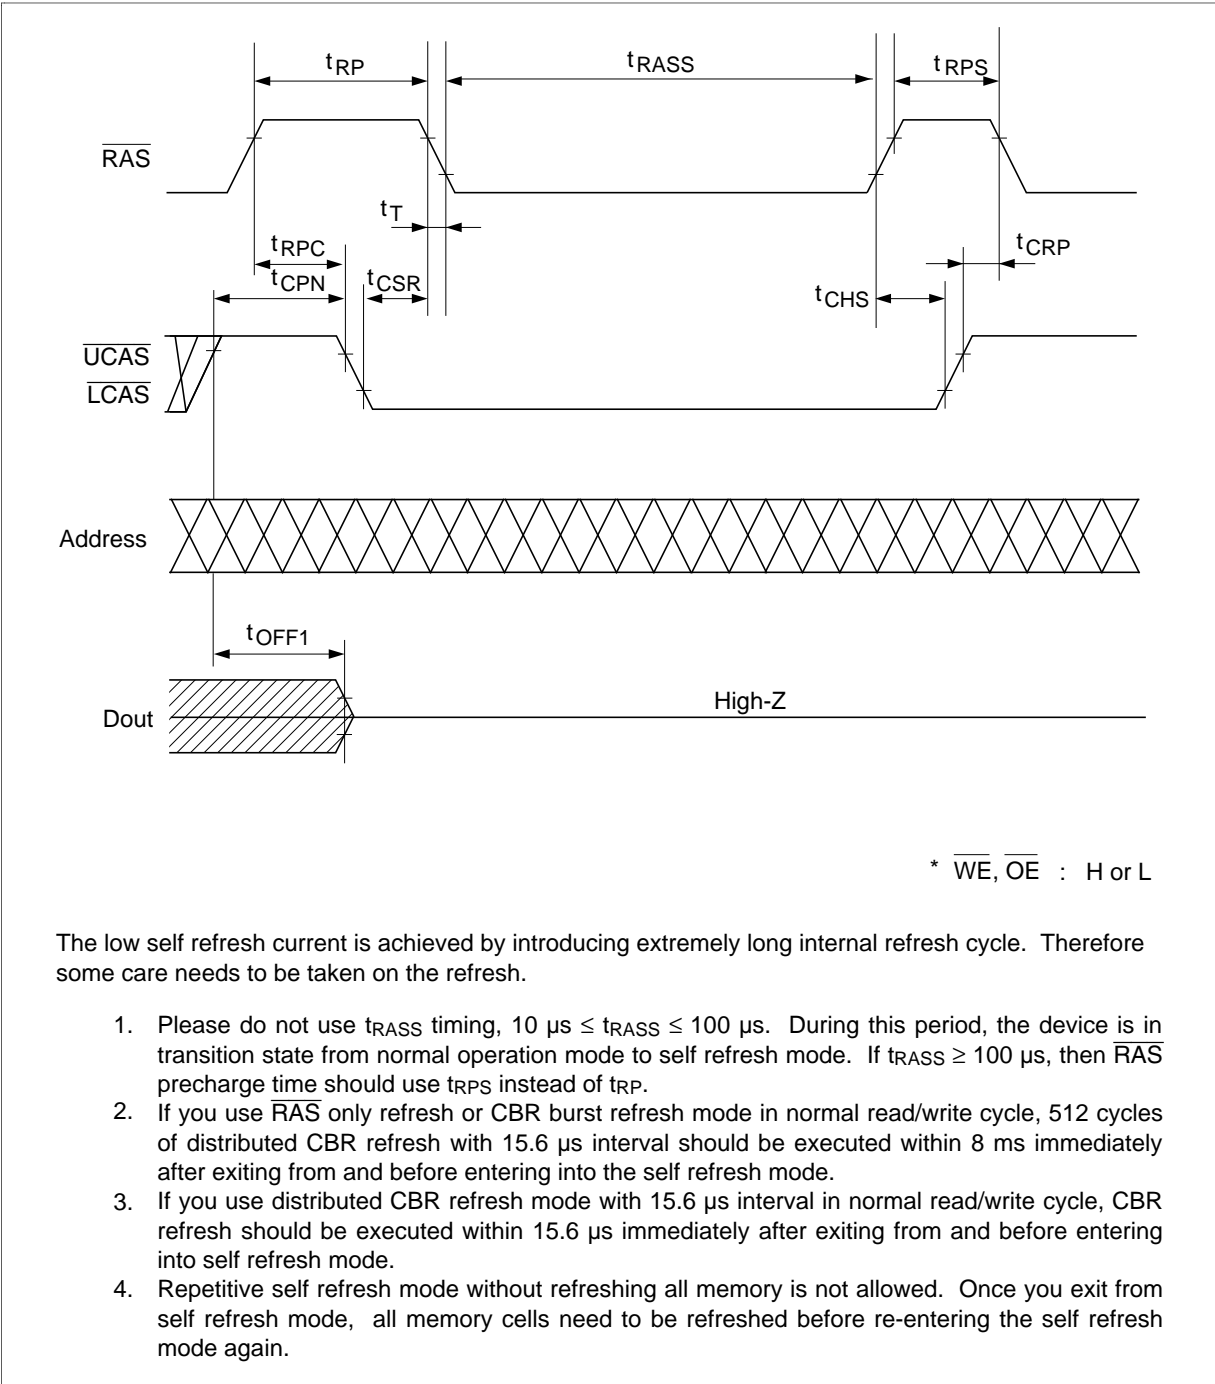 tRP tRASS tRPS
RAS
tT
tRPC tCRP
tCPN tCSR tCHS
UCAS
LCAS
Address
tOFF1
High-Z
Dout
* WE, OE : H or L
The low self refresh current is achieved by introducing extremely long internal refresh cycle. Therefore
some care needs to be taken on the refresh.
1. Please do not use tRASS timing, 10 µs ≤ tRASS ≤ 100 µs. During this period, the device is in
transition state from normal operation mode to self refresh mode. If tRASS ≥ 100 µs, then RAS
precharge time should use tRPS instead of tRP.
2. If you use RAS only refresh or CBR burst refresh mode in normal read/write cycle, 512 cycles
of distributed CBR refresh with 15.6 µs interval should be executed within 8 ms immediately
after exiting from and before entering into the self refresh mode.
3. If you use distributed CBR refresh mode with 15.6 µs interval in normal read/write cycle, CBR
refresh should be executed within 15.6 µs immediately after exiting from and before entering
into self refresh mode.
4. Repetitive self refresh mode without refreshing all memory is not allowed. Once you exit from
self refresh mode, all memory cells need to be refreshed before re-entering the self refresh
mode again.